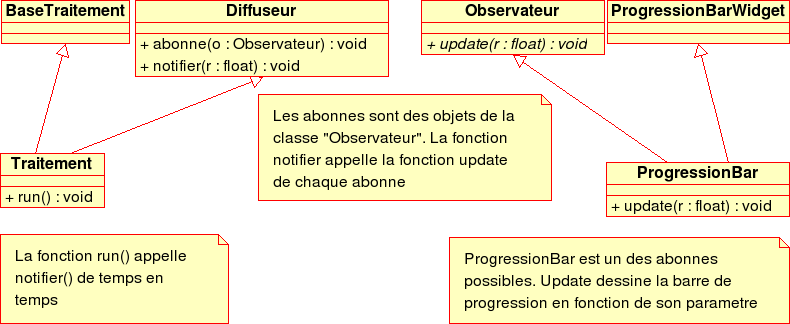 BaseTraitement
Diffuseur
+ abonne(o : Observateur) : void
+ notifier(r : float) : void
Observateur
+ update(r : float) : void
ProgressionBarWidget
Les abonnes sont des objets de la
classe "Observateur". La fonction
notifier appelle la fonction update
de chaque abonne
Traitement
+ run() : void
ProgressionBar
+ update(r : float) : void
La fonction run() appelle
notifier() de temps en
temps
ProgressionBar est un des abonnes
possibles. Update dessine la barre de
progression en fonction de son parametre